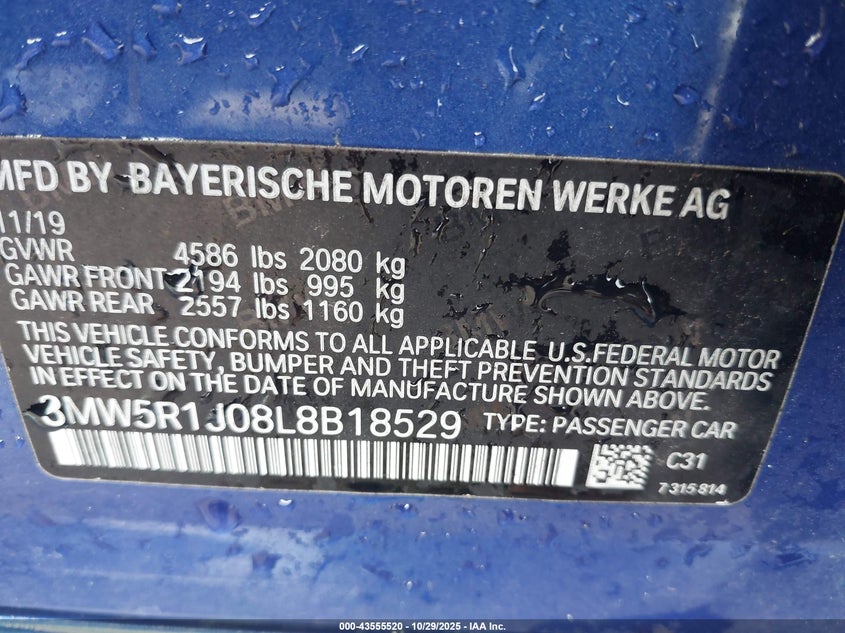 MFD BY BAYERISCHE MOTOREN WERKE AG
11/19
GVWR 4586 lbs 2080 kg
GAWR FRONT 2194 lbs 995 kg
GAWR REAR 2557 lbs 1160 kg
THIS VEHICLE CONFORMS TO ALL APPLICABLE U.S.FEDERAL MOTOR
VEHICLE SAFETY, BUMPER AND THEFT PREVENTION STANDARDS
IN EFFECT ON THE DATE OF MANUFACTURE SHOWN ABOVE.
3MW5R1J08L8B18529 TYPE: PASSENGER CAR
C31
7315814
000-43555520 - 10/29/2025 - IAA Inc.